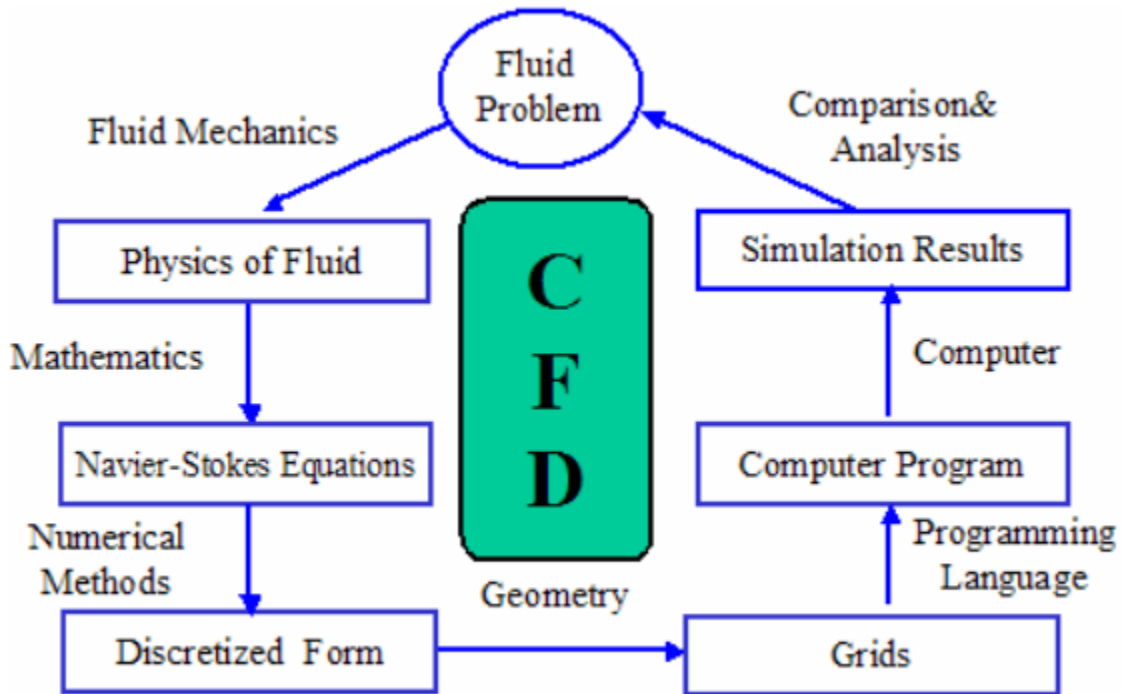 Fluid
Problem
Fluid Mechanics
Comparison&
Analysis
Physics of Fluid
C
F
D
Simulation Results
Mathematics
Computer
Navier-Stokes Equations
Computer Program
Numerical
Methods
Programming
Language
Geometry
Discretized Form
Grids